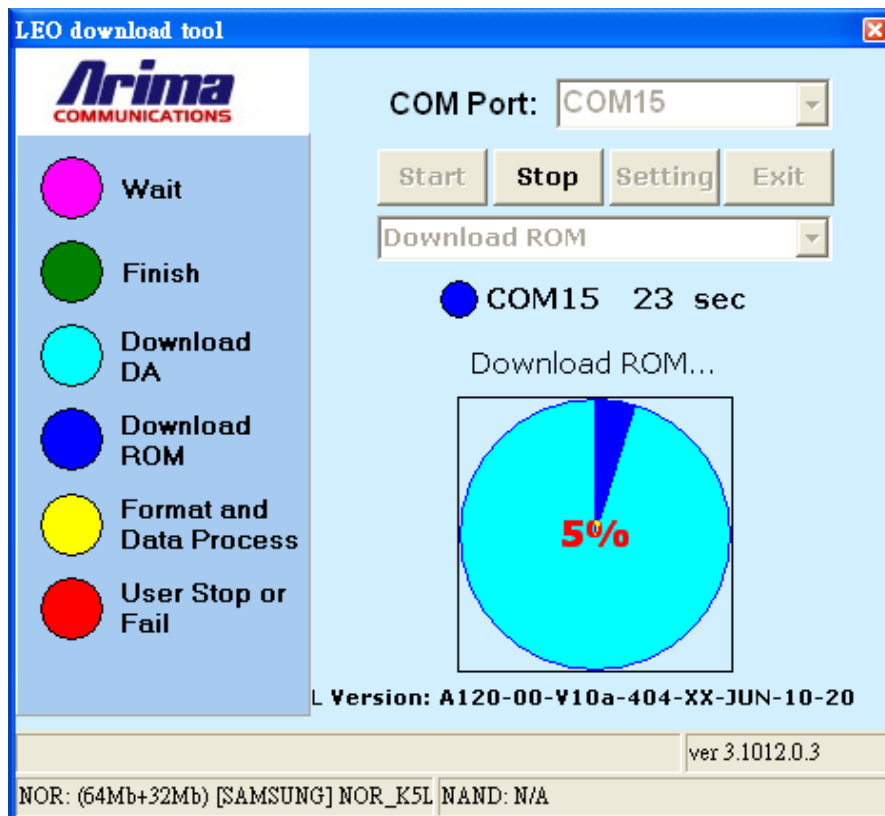 LEO download tool
Arima
COMMUNICATIONS
COM Port: COM15
Start Stop Setting Exit
Download ROM
COM15 23 sec
Download ROM...
5%
Wait
Finish
Download
DA
Download
ROM
Format and
Data Process
User Stop or
Fail
L Version: A120-00-V10a-404-XX-JUN-10-20
ver 3.1012.0.3
NOR: (64Mb+32Mb) [SAMSUNG] NOR_K5L NAND: N/A